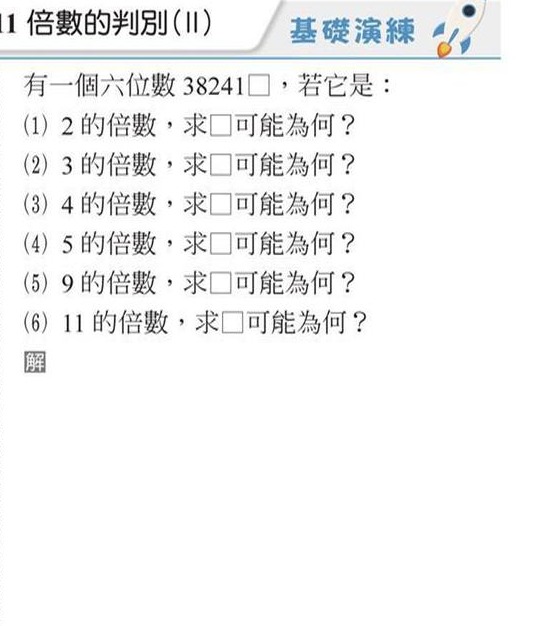 11 倍數的判別(II)
基礎演練
有一個六位數 38241□，若它是：
(1) 2 的倍數，求□可能為何？
(2) 3 的倍數，求□可能為何？
(3) 4 的倍數，求□可能為何？
(4) 5 的倍數，求□可能為何？
(5) 9 的倍數，求□可能為何？
(6) 11 的倍數，求□可能為何？
解